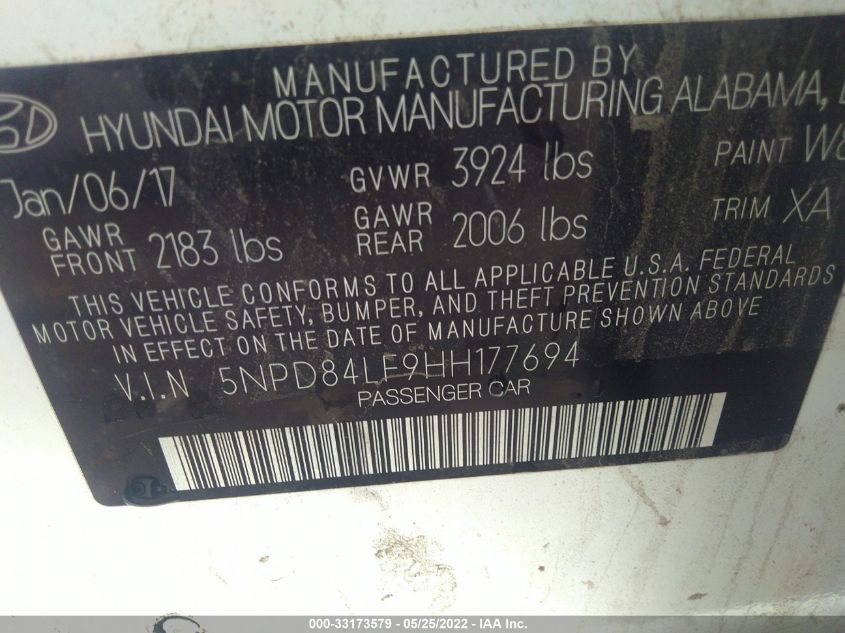 MANUFACTURED BY
HYUNDAI MOTOR MANUFACTURING ALABAMA,
Jan/06/17 GVWR 3924 lbs PAINT W8
GAWR FRONT 2183 lbs GAWR REAR 2006 lbs TRIM XA
THIS VEHICLE CONFORMS TO ALL APPLICABLE U.S.A. FEDERAL
MOTOR VEHICLE SAFETY, BUMPER, AND THEFT PREVENTION STANDARDS
IN EFFECT ON THE DATE OF MANUFACTURE SHOWN ABOVE
V.I.N 5NPD84LF9HH177694
PASSENGER CAR
000-33173579 - 05/25/2022 - IAA Inc.